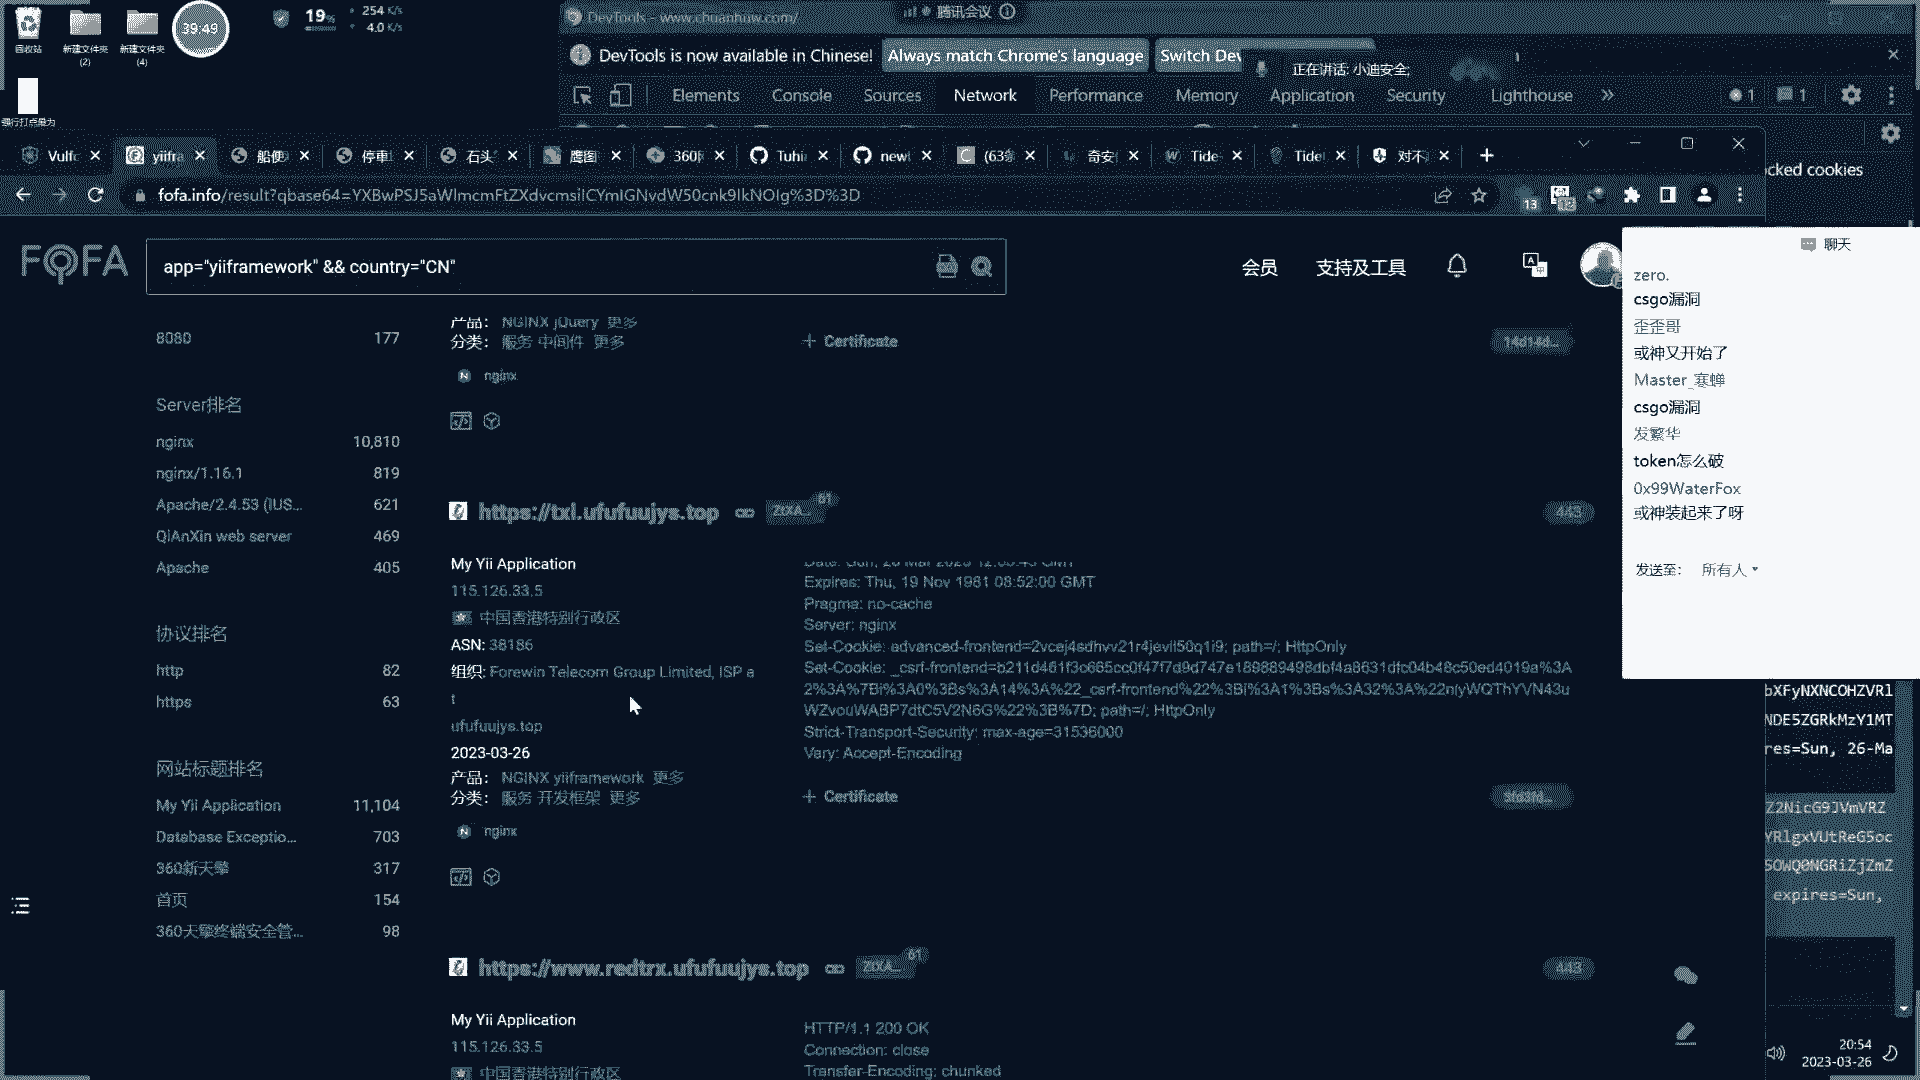 回收站
新建文件夹
(2)
新建文件夹
(4)
39:49
19%
254 K/s
4.0 K/s
DevTools - www.chuanhuw.com/
腾讯会议
DevTools is now available in Chinese!
Always match Chrome's language
Switch Dev
正在讲话: 小迪安全;
Elements
Console
Sources
Network
Performance
Memory
Application
Security
Lighthouse
1
1
Vulfc
yiifra
船便
停車
石头
鹰图
360
Tuhi
new
(63
奇安
Tide
Tide
对不
cked cookies
fofa.info/result?qbase64=YXBwPSJ5aWlmcmFtZXdvcmsiICYmIGNvdW50cnk9IkNOIg%3D%3D
13
12
FOFA
app="yiiframework" && country="CN"
会员
支持及工具
聊天
zero.
csgo漏洞
歪歪哥
或神又开始了
Master_寒蝉
csgo漏洞
发繁华
token怎么破
0x99WaterFox
或神装起来了呀
发送至:
所有人
8080
177
Server排名
nginx
10,810
nginx/1.16.1
819
Apache/2.4.53 (IUS...
621
QiAnXin web server
469
Apache
405
协议排名
http
82
https
63
网站标题排名
My Yii Application
11,104
Database Exceptio...
703
360新天擎
317
首页
154
360天擎终端安全管...
98
产品:
NGINX jQuery 更多
分类:
服务 中间件 更多
+ Certificate
14d14d...
nginx
https://txl.ufufuujys.top
ZtXA...
61
443
My Yii Application
115.126.33.5
中国香港特别行政区
ASN: 38186
组织: Forewin Telecom Group Limited, ISP a
t
ufufuujys.top
2023-03-26
产品: NGINX yiiframework 更多
分类: 服务 开发框架 更多
nginx
Expires: Thu, 19 Nov 1981 08:52:00 GMT
Pragma: no-cache
Server: nginx
Set-Cookie: advanced-frontend=2vcej4sdhvv21r4jevil50q1i9; path=/; HttpOnly
Set-Cookie: _csrf-frontend=b211d461f3c665cc0f47f7d9d747e189889498dbf4a8631dfc04b48c50ed4019a%3A
2%3A%7Bi%3A0%3Bs%3A14%3A%22_csrf-frontend%22%3Bi%3A1%3Bs%3A32%3A%22n(yWQThYVN43u
WZvouWABP7dtC5V2N6G%22%3B%7D; path=/; HttpOnly
Strict-Transport-Security: max-age=31536000
Vary: Accept-Encoding
+ Certificate
3fd3fd...
https://www.redtrx.ufufuujys.top
ZtXA...
61
443
My Yii Application
115.126.33.5
中国香港特别行政区
HTTP/1.1 200 OK
Connection: close
Transfer-Encoding: chunked
bXFyNXNCOHZVRl
NDE5ZGRkMzY1MT
res=Sun, 26-Ma
Z2NicG9JVmVRZ
YRlgxVUtReG5oc
5OWQ0NGRiZjZmZ
expires=Sun,
20:54
2023-03-26